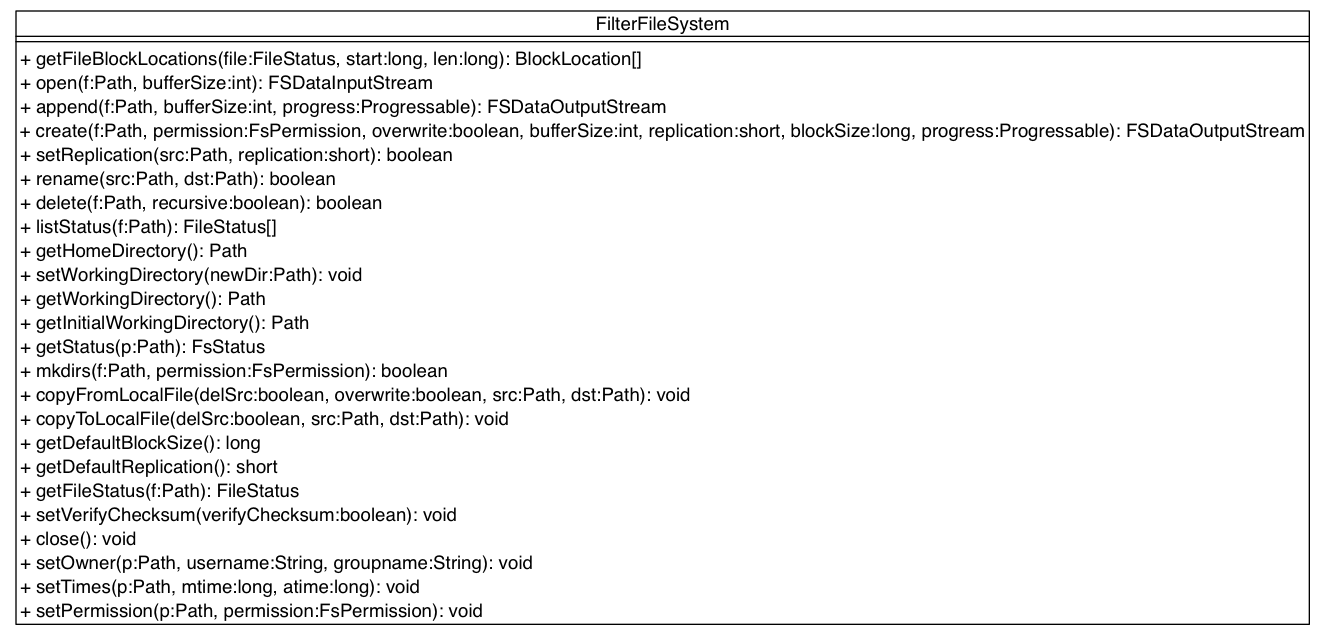 FilterFileSystem
+ getFileBlockLocations(file:FileStatus, start:long, len:long): BlockLocation[]
+ open(f:Path, bufferSize:int): FSDataInputStream
+ append(f:Path, bufferSize:int, progress:Progressable): FSDataOutputStream
+ create(f:Path, permission:FsPermission, overwrite:boolean, bufferSize:int, replication:short, blockSize:long, progress:Progressable): FSDataOutputStream
+ setReplication(src:Path, replication:short): boolean
+ rename(src:Path, dst:Path): boolean
+ delete(f:Path, recursive:boolean): boolean
+ listStatus(f:Path): FileStatus[]
+ getHomeDirectory(): Path
+ setWorkingDirectory(newDir:Path): void
+ getWorkingDirectory(): Path
+ getInitialWorkingDirectory(): Path
+ getStatus(p:Path): FsStatus
+ mkdirs(f:Path, permission:FsPermission): boolean
+ copyFromLocalFile(delSrc:boolean, overwrite:boolean, src:Path, dst:Path): void
+ copyToLocalFile(delSrc:boolean, src:Path, dst:Path): void
+ getDefaultBlockSize(): long
+ getDefaultReplication(): short
+ getFileStatus(f:Path): FileStatus
+ setVerifyChecksum(verifyChecksum:boolean): void
+ close(): void
+ setOwner(p:Path, username:String, groupname:String): void
+ setTimes(p:Path, mtime:long, atime:long): void
+ setPermission(p:Path, permission:FsPermission): void